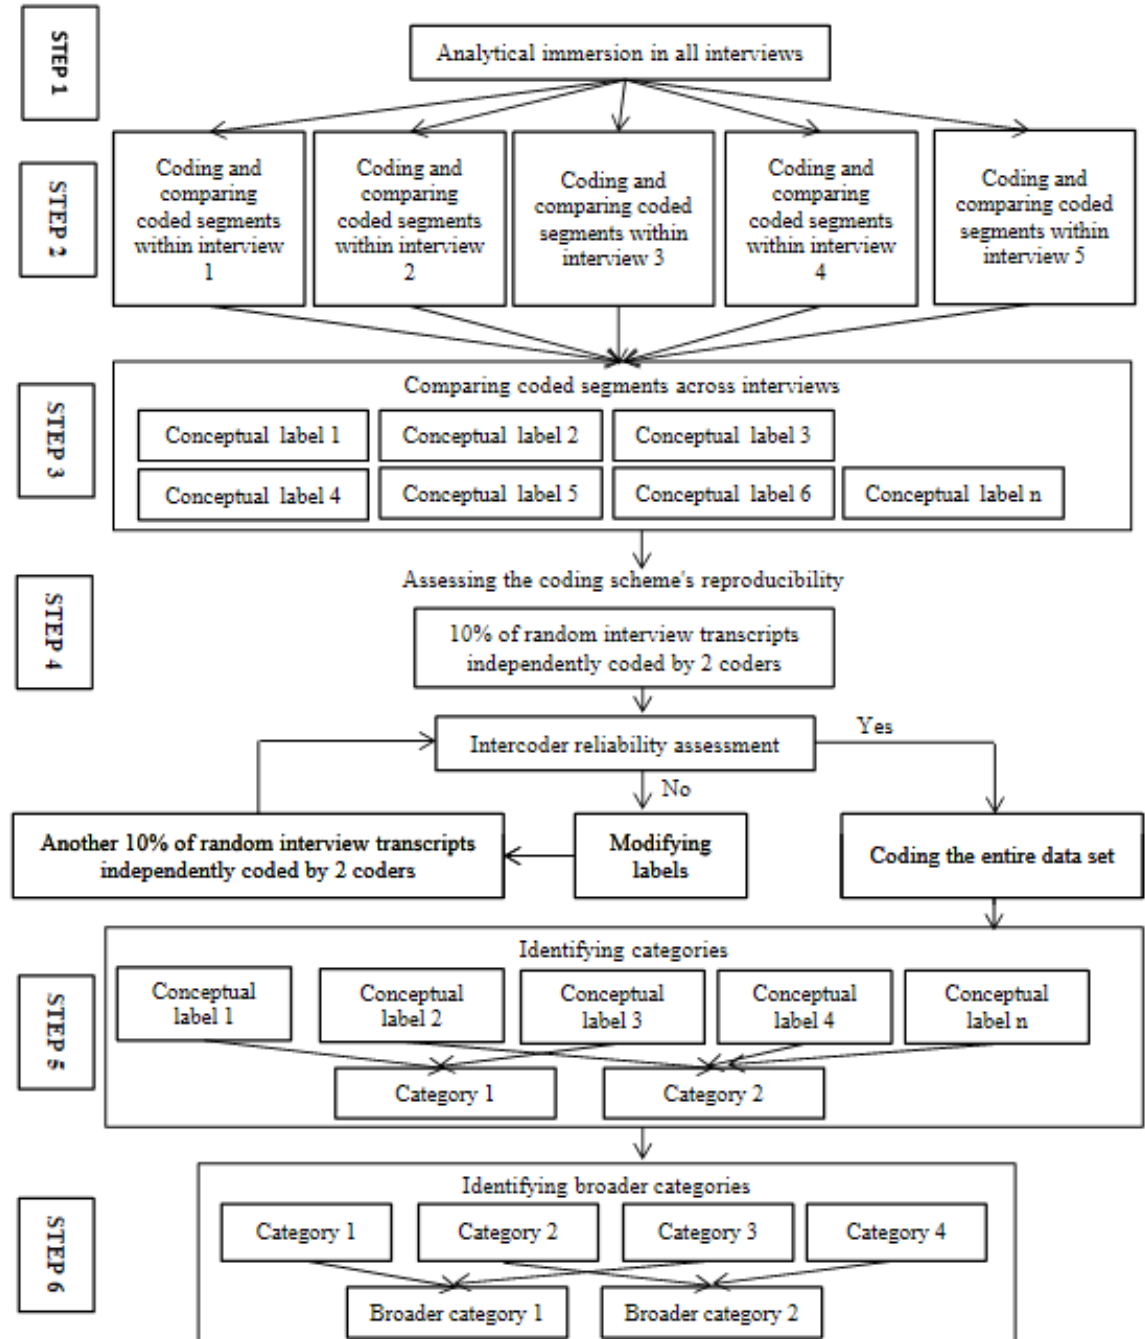 STEP 1
Analytical immersion in all interviews
STEP 2
Coding and
comparing
coded segments
within interview
1
Coding and
comparing
coded segments
within interview
2
Coding and
comparing coded
segments within
interview 3
Coding and
comparing
coded segments
within interview
4
Coding and
comparing coded
segments within
interview 5
STEP 3
Comparing coded segments across interviews
Conceptual label 1
Conceptual label 2
Conceptual label 3
Conceptual label 4
Conceptual label 5
Conceptual label 6
Conceptual label n
STEP 4
Assessing the coding scheme's reproducibility
10% of random interview transcripts
independently coded by 2 coders
Intercoder reliability assessment
Yes
No
Another 10% of random interview transcripts
independently coded by 2 coders
Modifying
labels
Coding the entire data set
STEP 5
Identifying categories
Conceptual
label 1
Conceptual
label 2
Conceptual
label 3
Conceptual
label 4
Conceptual
label n
Category 1
Category 2
STEP 6
Identifying broader categories
Category 1
Category 2
Category 3
Category 4
Broader category 1
Broader category 2